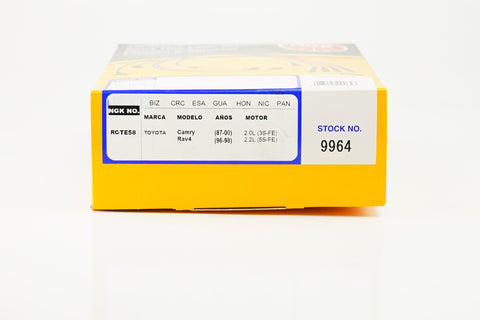 NGK NO. BIZ CRC ESA GUA HON NIC PAN
MARCA MODELO AÑOS MOTOR
RC-TE58 TOYOTA Camry (87-00) 2.0L (3S-FE)
Rav4 (96-98) 2.2L (5S-FE)
STOCK NO.
9964